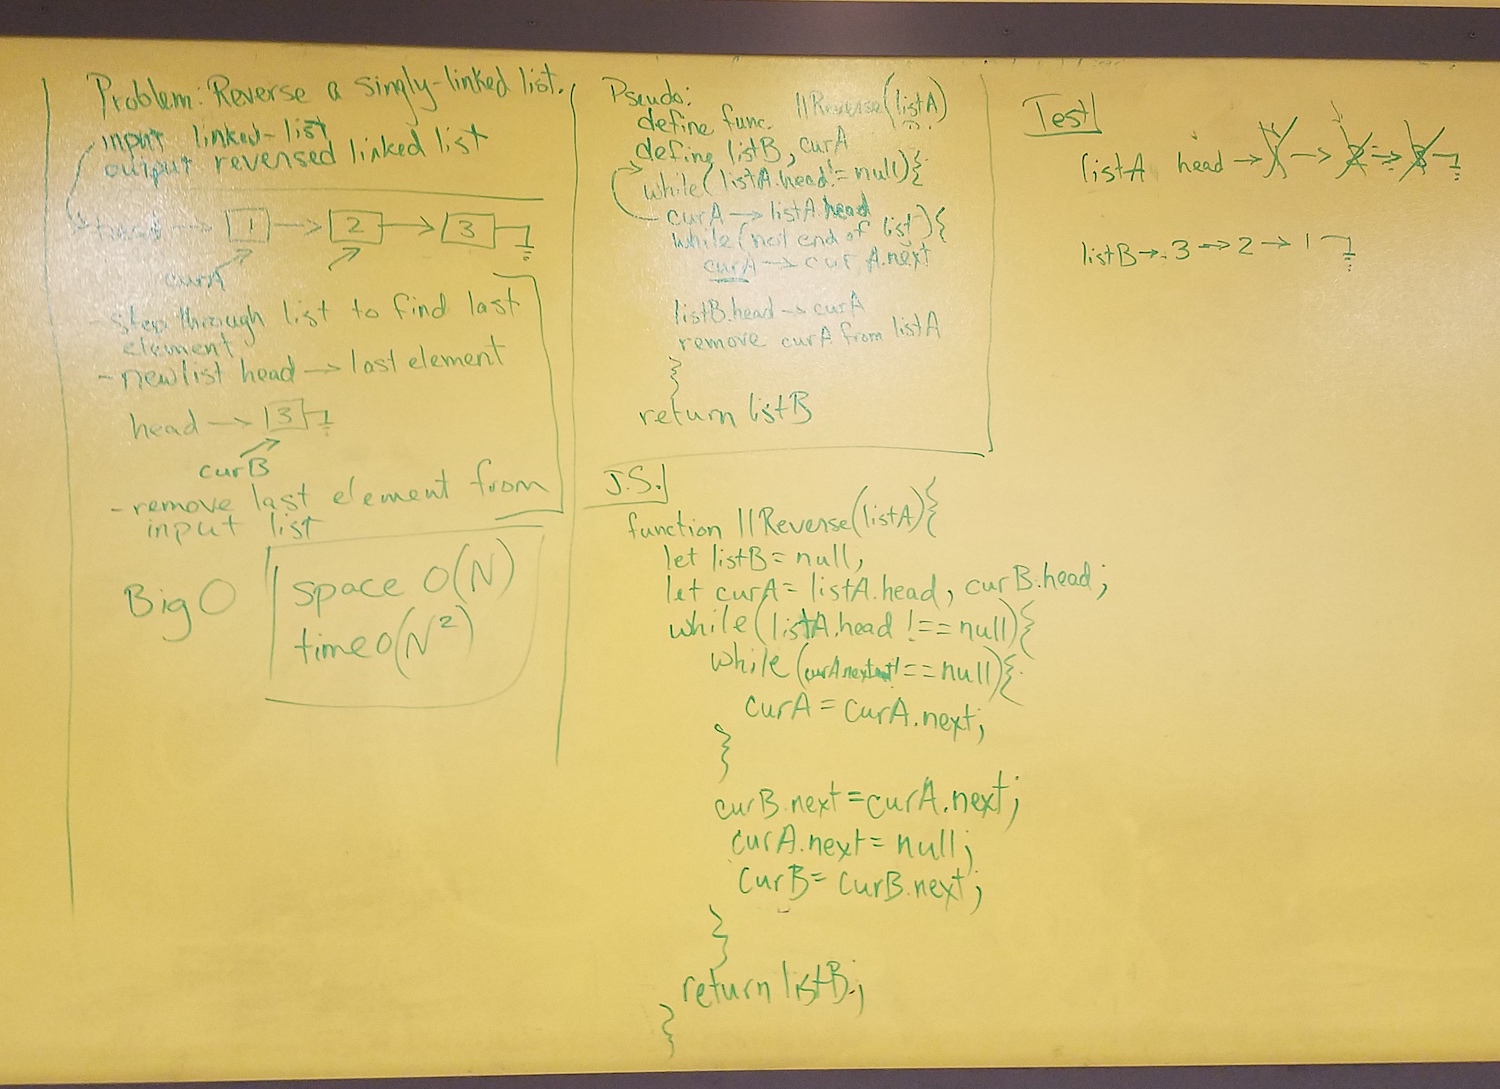 Problem: Reverse a singly-linked list.
input linked-list
output reversed linked list
head → 1 → 2 → 3
curA
- step through list to find last
element
- new list head → last element
head → 3
curB
- remove last element from
input list
Big O
space O(N)
time O(N²)
Pseudo:
define func. llReverse(listA)
define listB, curA
while(listA.head != null){
curA → listA.head
while(not end of list){
curA → curA.next
listB.head → curA
remove curA from listA
}
return listB
J.S.
function llReverse(listA){
let listB = null,
let curA = listA.head, curB.head;
while(listA.head !== null){
while(curA.next !== null){
curA = curA.next;
}
curB.next = curA.next;
curA.next = null;
curB = curB.next;
}
return listB;
}
Test
listA head → 1 → 2 → 3
listB → 3 → 2 → 1